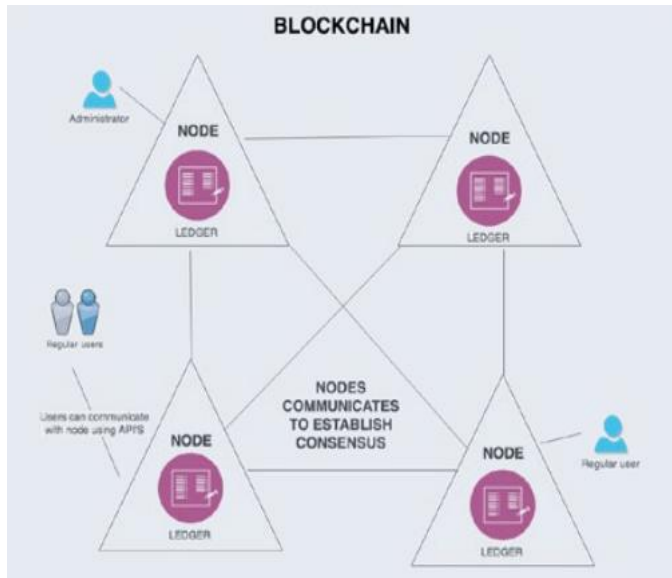 BLOCKCHAIN
Administrator
NODE
LEDGER
NODE
LEDGER
Regular users
Users can communicate
with node using API'S
NODES
COMMUNICATES
TO ESTABLISH
CONSENSUS
NODE
LEDGER
NODE
LEDGER
Regular user